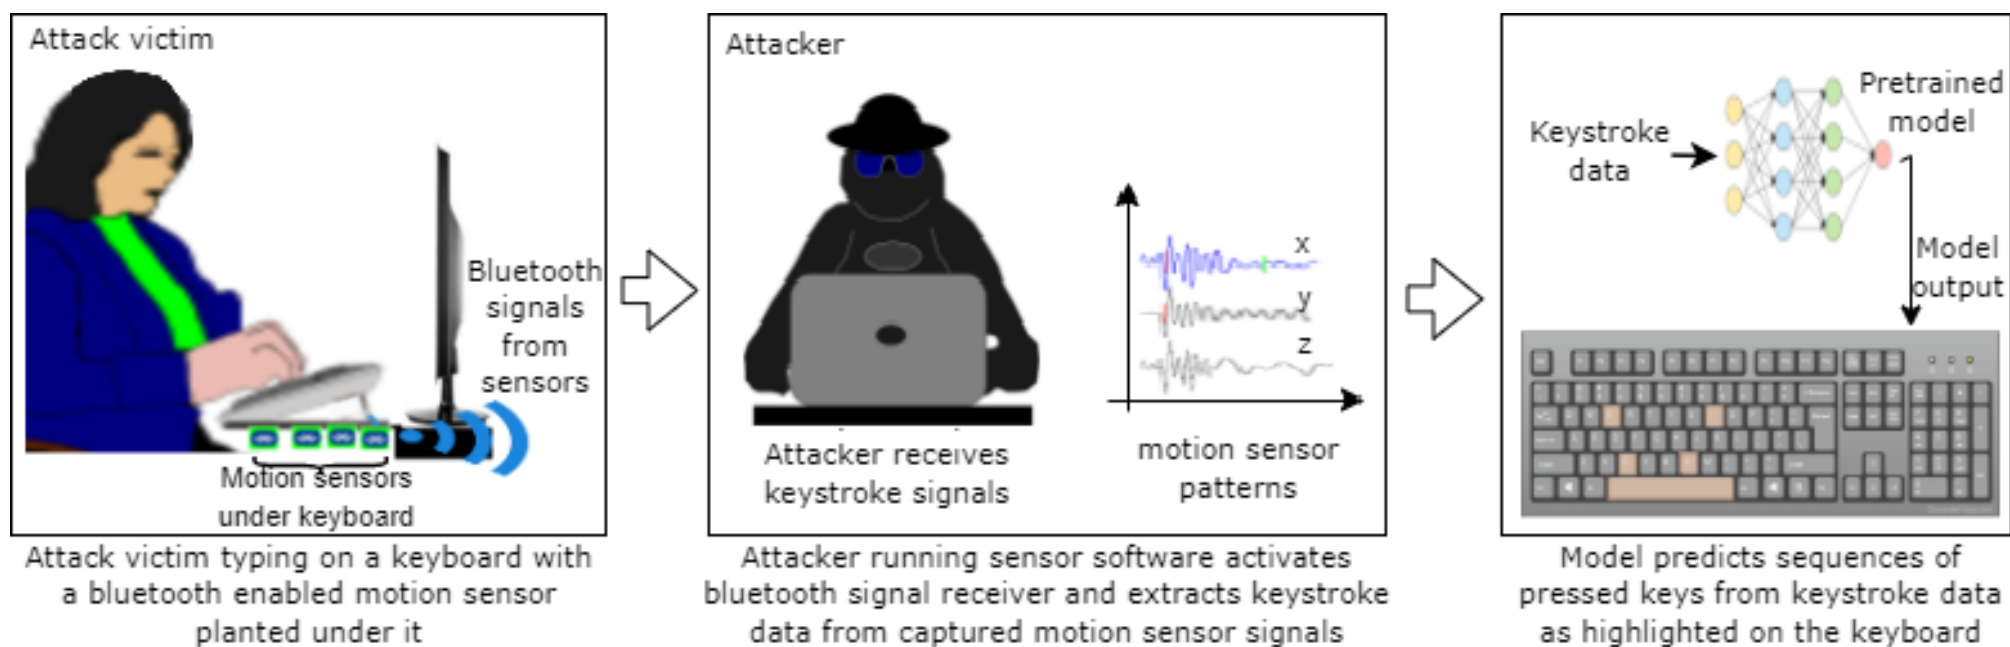 Attack victim
Bluetooth
signals
from
sensors
Motion sensors
under keyboard
Attack victim typing on a keyboard with
a bluetooth enabled motion sensor
planted under it
Attacker
x
y
z
Attacker receives
keystroke signals
motion sensor
patterns
Attacker running sensor software activates
bluetooth signal receiver and extracts keystroke
data from captured motion sensor signals
Keystroke
data
Pretrained
model
Model
output
Model predicts sequences of
pressed keys from keystroke data
as highlighted on the keyboard